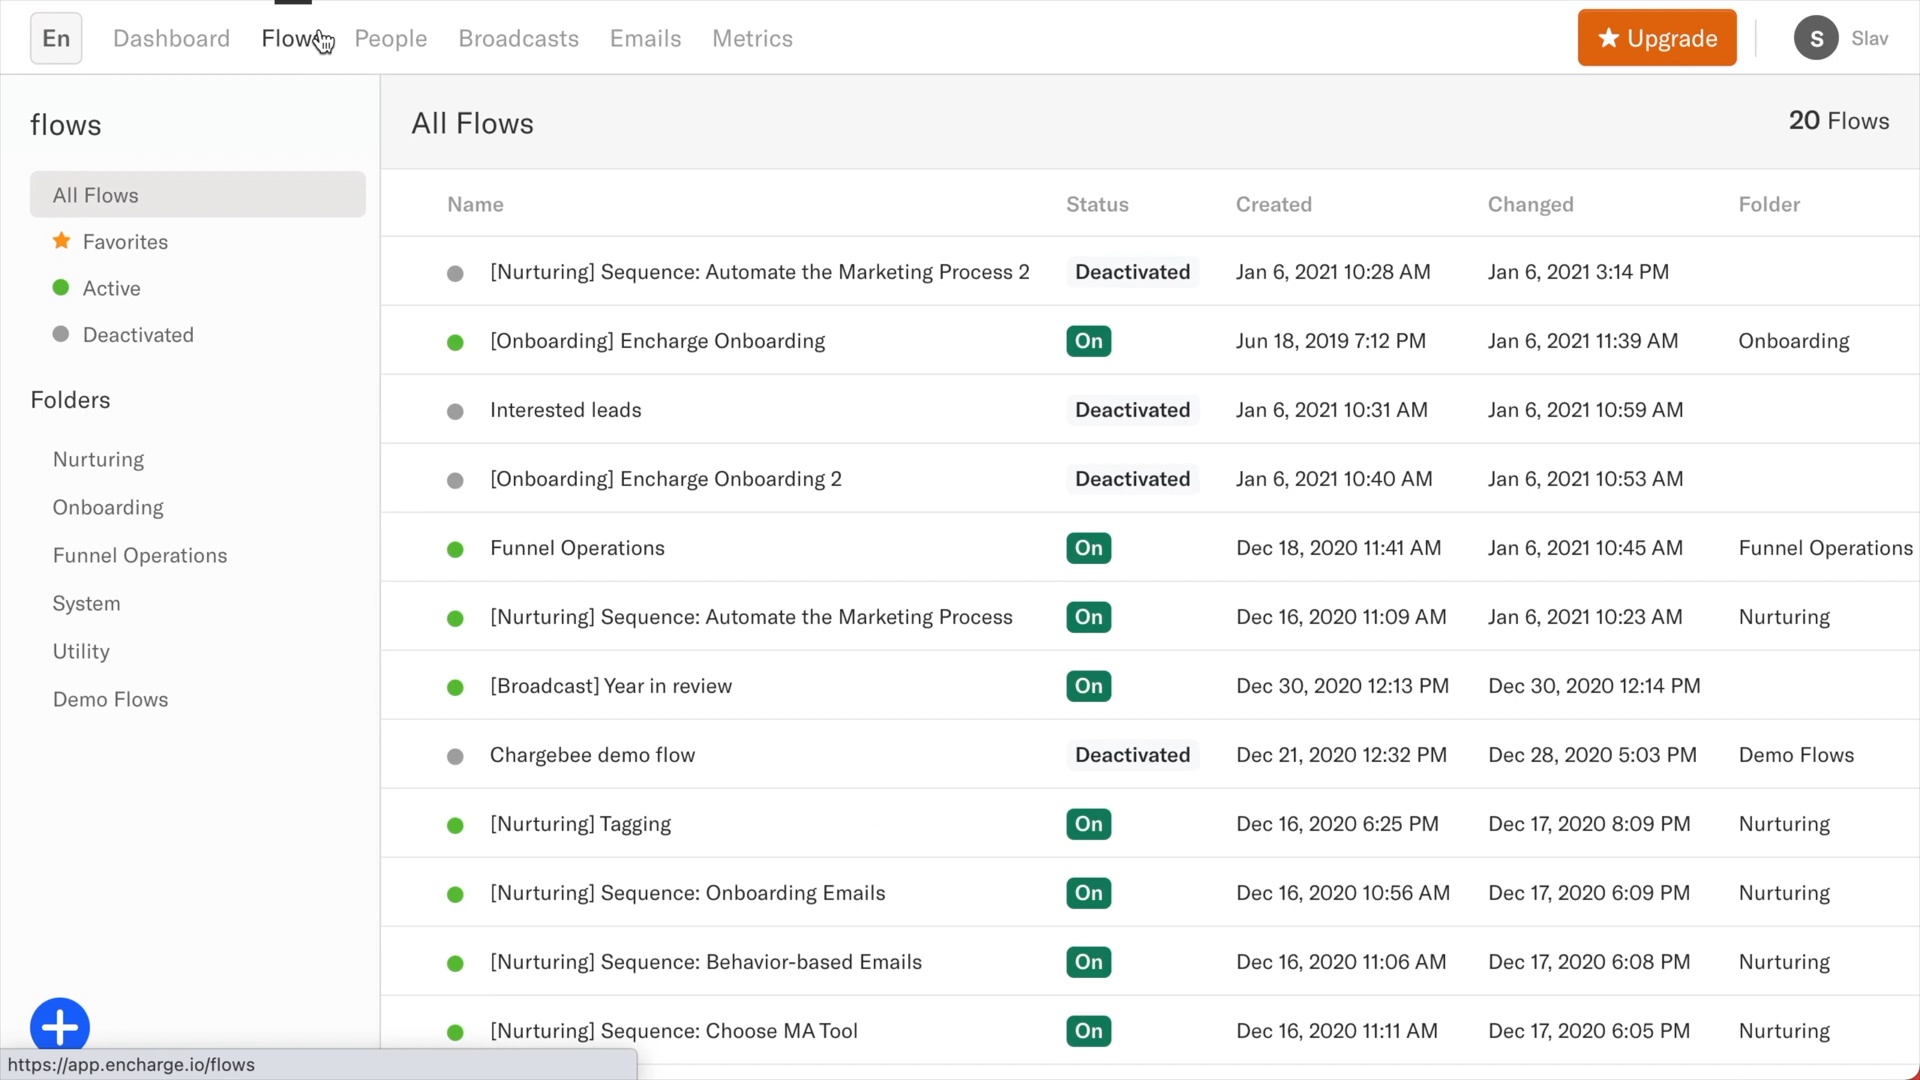 En Dashboard Flows People Broadcasts Emails Metrics Upgrade S Slav
flows
All Flows
Favorites
Active
Deactivated
Folders
Nurturing
Onboarding
Funnel Operations
System
Utility
Demo Flows
All Flows 20 Flows
Name Status Created Changed Folder
[Nurturing] Sequence: Automate the Marketing Process 2 Deactivated Jan 6, 2021 10:28 AM Jan 6, 2021 3:14 PM
[Onboarding] Encharge Onboarding On Jun 18, 2019 7:12 PM Jan 6, 2021 11:39 AM Onboarding
Interested leads Deactivated Jan 6, 2021 10:31 AM Jan 6, 2021 10:59 AM
[Onboarding] Encharge Onboarding 2 Deactivated Jan 6, 2021 10:40 AM Jan 6, 2021 10:53 AM
Funnel Operations On Dec 18, 2020 11:41 AM Jan 6, 2021 10:45 AM Funnel Operations
[Nurturing] Sequence: Automate the Marketing Process On Dec 16, 2020 11:09 AM Jan 6, 2021 10:23 AM Nurturing
[Broadcast] Year in review On Dec 30, 2020 12:13 PM Dec 30, 2020 12:14 PM
Chargebee demo flow Deactivated Dec 21, 2020 12:32 PM Dec 28, 2020 5:03 PM Demo Flows
[Nurturing] Tagging On Dec 16, 2020 6:25 PM Dec 17, 2020 8:09 PM Nurturing
[Nurturing] Sequence: Onboarding Emails On Dec 16, 2020 10:56 AM Dec 17, 2020 6:09 PM Nurturing
[Nurturing] Sequence: Behavior-based Emails On Dec 16, 2020 11:06 AM Dec 17, 2020 6:08 PM Nurturing
[Nurturing] Sequence: Choose MA Tool On Dec 16, 2020 11:11 AM Dec 17, 2020 6:05 PM Nurturing
https://app.encharge.io/flows